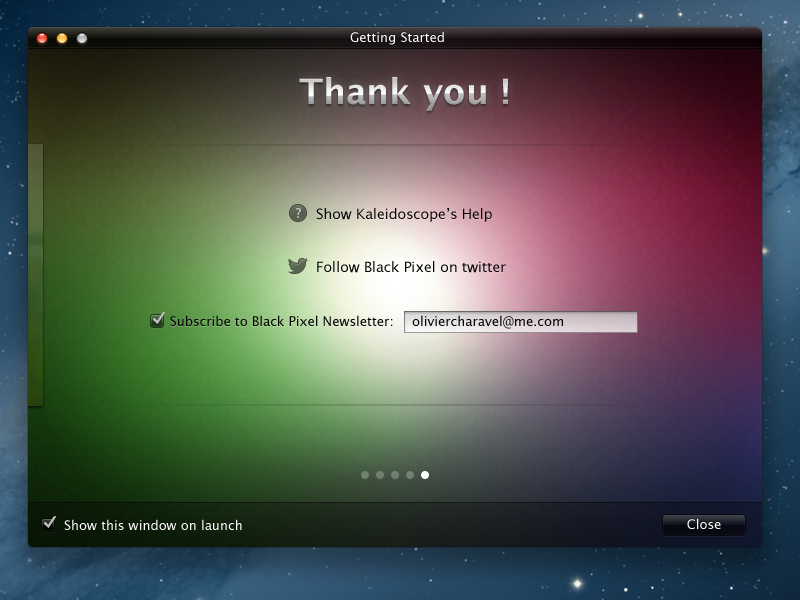 Getting Started
Thank you !
? Show Kaleidoscope's Help
Follow Black Pixel on twitter
Subscribe to Black Pixel Newsletter: oliviercharavel@me.com
Show this window on launch Close